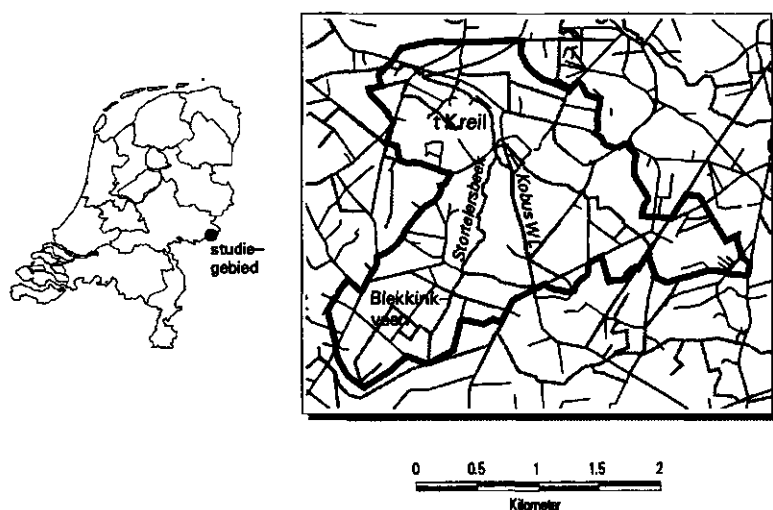 studie-
gebied
't Kreil
Stortelersbeek
Kobus W.L.
Blekkink-
veen
0 0.5 1 1.5 2
Kilometer